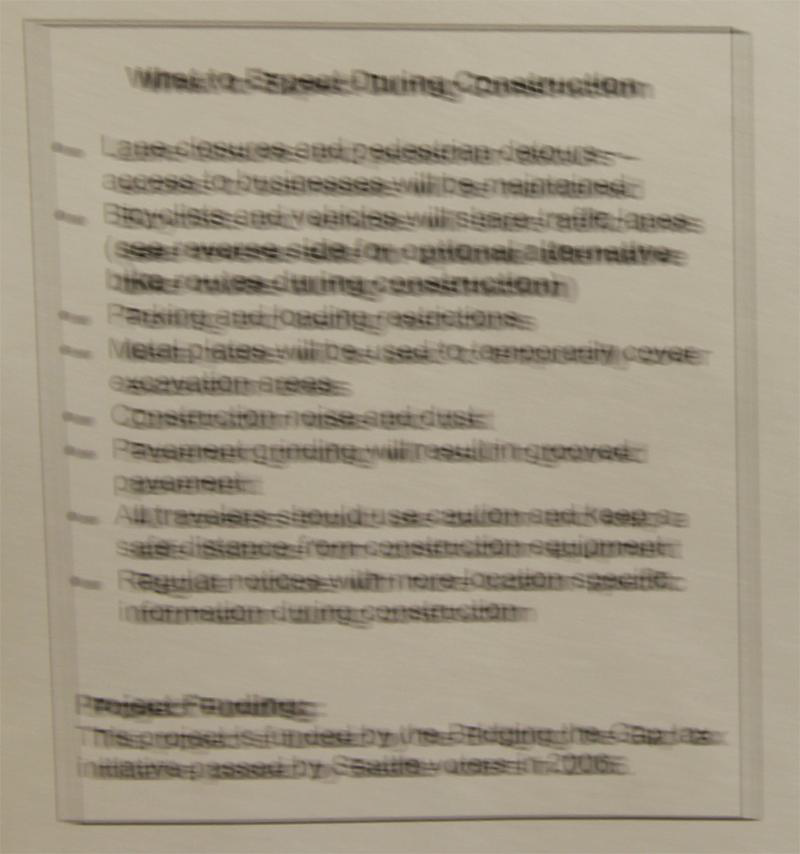 What to Expect During Construction
Lane closures and pedestrian detours –
access to businesses will be maintained.
Bicyclists and vehicles will share traffic lanes
(see reverse side for optional alternative
bike routes during construction)
Parking and loading restrictions
Metal plates will be used to temporarily cover
excavation areas
Construction noise and dust
Pavement grinding will result in grooved
pavement
All travelers should use caution and keep a
safe distance from construction equipment
Regular notices with more location specific
information during construction
Project Funding:
This project is funded by the Bridging the Gap tax
initiative passed by Seattle voters in 2006.